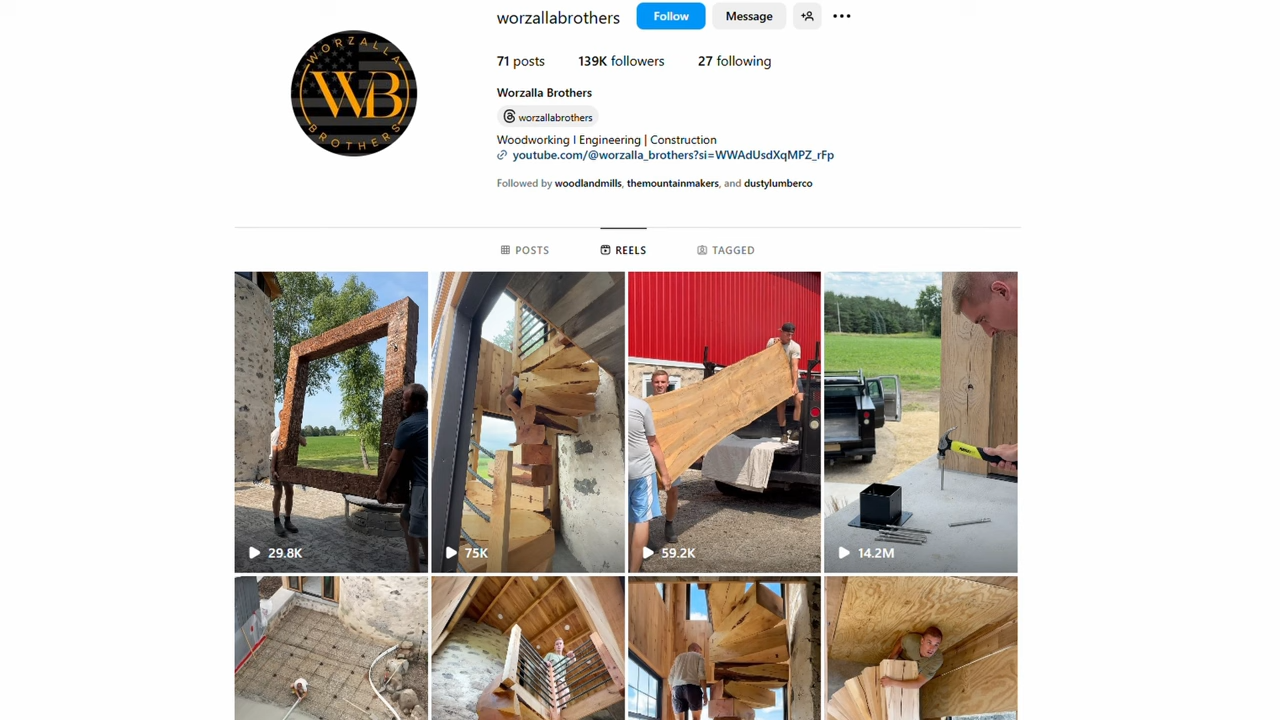 worzallabrothers
Follow
Message
71 posts
139K followers
27 following
WORZALLA
WB
BROTHERS
Worzalla Brothers
worzallabrothers
Woodworking | Engineering | Construction
youtube.com/@worzalla_brothers?si=WWAdUsdXqMPZ_rFp
Followed by woodlandmills, themountainmakers, and dustylumberco
POSTS
REELS
TAGGED
29.8K
75K
59.2K
14.2M